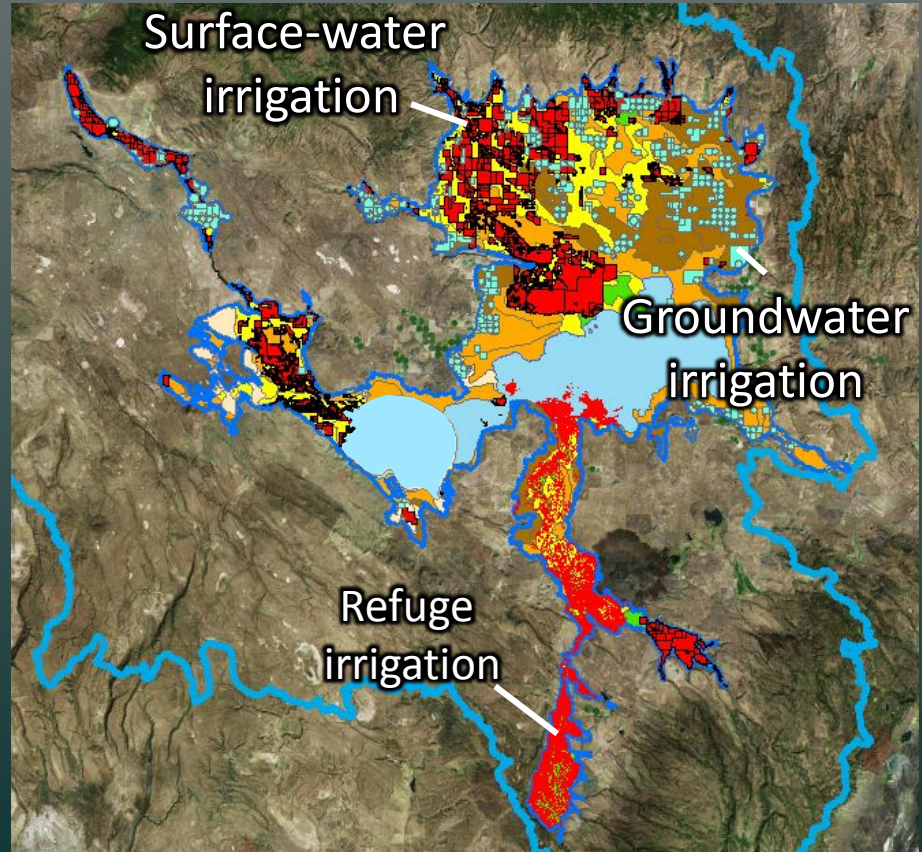 Surface-water
irrigation
Groundwater
irrigation
Refuge
irrigation